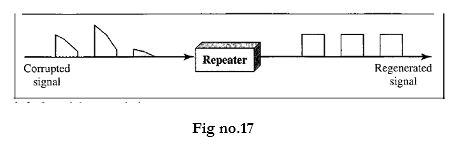 Repeater
Corrupted
signal
Regenerated
signal
Fig no.17